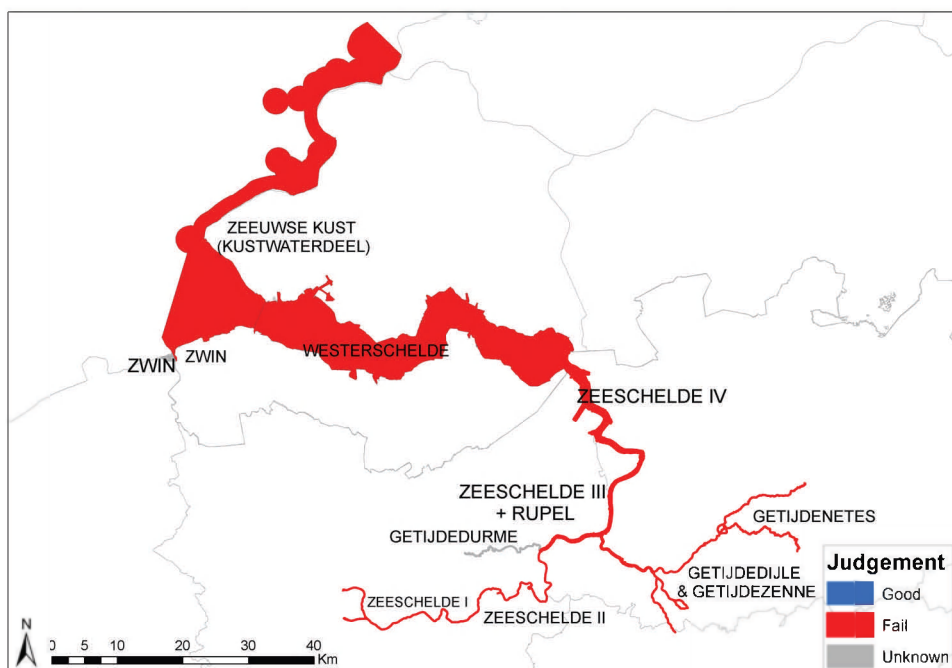 ZEEUWSE KUST
(KUSTWATERDEEL)
ZWIN
ZWIN
WESTERSCHELDE
ZEESCHELDE IV
ZEESCHELDE III
+ RUPEL
GETIJDEDURME
GETIJDENETES
GETIJDEDIJLE
& GETIJDEZENNE
ZEESCHELDE I
ZEESCHELDE II
Judgement
Good
Fail
Unknown
N
0 5 10 20 30 40
Km